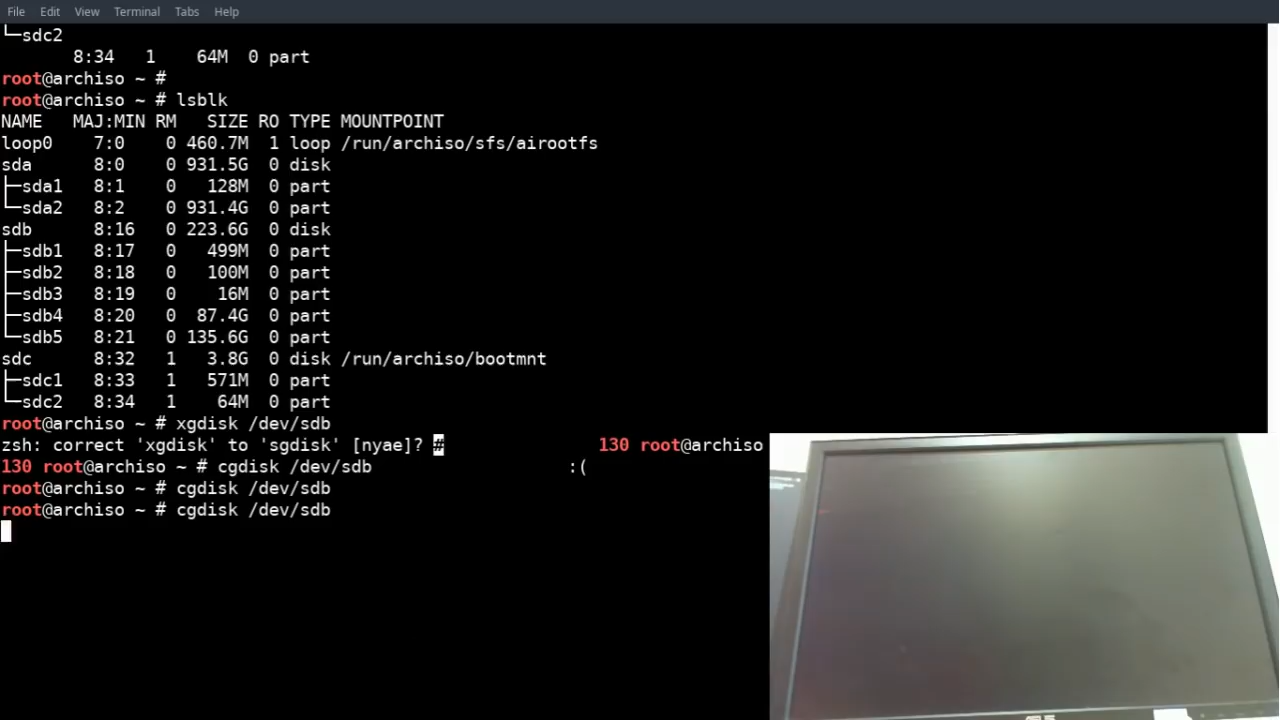 File Edit View Terminal Tabs Help
└─sdc2
       8:34   1    64M  0 part
root@archiso ~ #
root@archiso ~ # lsblk
NAME   MAJ:MIN RM   SIZE RO TYPE MOUNTPOINT
loop0    7:0    0 460.7M  1 loop /run/archiso/sfs/airootfs
sda      8:0    0 931.5G  0 disk
├─sda1   8:1    0   128M  0 part
└─sda2   8:2    0 931.4G  0 part
sdb      8:16   0 223.6G  0 disk
├─sdb1   8:17   0   499M  0 part
├─sdb2   8:18   0   100M  0 part
├─sdb3   8:19   0    16M  0 part
├─sdb4   8:20   0  87.4G  0 part
└─sdb5   8:21   0 135.6G  0 part
sdc      8:32   1   3.8G  0 disk /run/archiso/bootmnt
├─sdc1   8:33   1   571M  0 part
└─sdc2   8:34   1    64M  0 part
root@archiso ~ # xgdisk /dev/sdb
zsh: correct 'xgdisk' to 'sgdisk' [nyae]? #               130 root@archiso
130 root@archiso ~ # cgdisk /dev/sdb                   :(
root@archiso ~ # cgdisk /dev/sdb
root@archiso ~ # cgdisk /dev/sdb